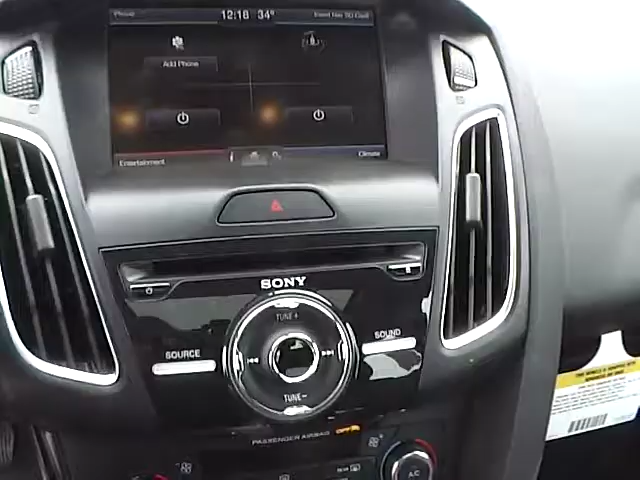 Phone 12:16 34° Insert Nav SD Card
Add Phone
Entertainment i Climate
SONY
TUNE+
SOURCE SOUND
TUNE-
PASSENGER AIRBAG OFF
A/C